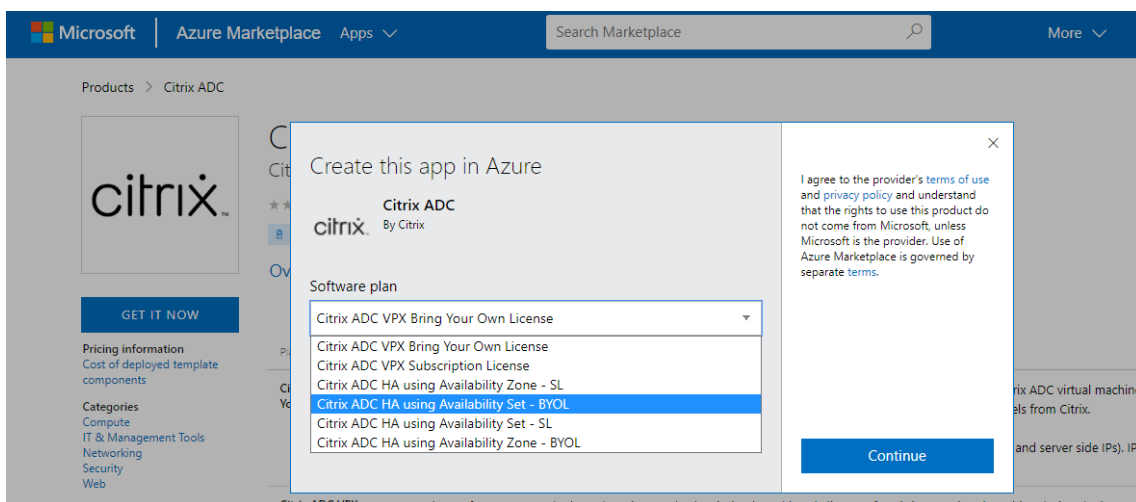 Microsoft
Azure Marketplace
Apps
Search Marketplace
More
Products > Citrix ADC
citrix
GET IT NOW
Pricing information
Cost of deployed template
components
Categories
Compute
IT & Management Tools
Networking
Security
Web
Create this app in Azure
citrix
Citrix ADC
By Citrix
Software plan
Citrix ADC VPX Bring Your Own License
Citrix ADC VPX Bring Your Own License
Citrix ADC VPX Subscription License
Citrix ADC HA using Availability Zone - SL
Citrix ADC HA using Availability Set - BYOL
Citrix ADC HA using Availability Set - SL
Citrix ADC HA using Availability Zone - BYOL
I agree to the provider's terms of use
and privacy policy and understand
that the rights to use this product do
not come from Microsoft, unless
Microsoft is the provider. Use of
Azure Marketplace is governed by
separate terms.
Continue
ADC virtual machin
from Citrix.
and server side IPs). IP